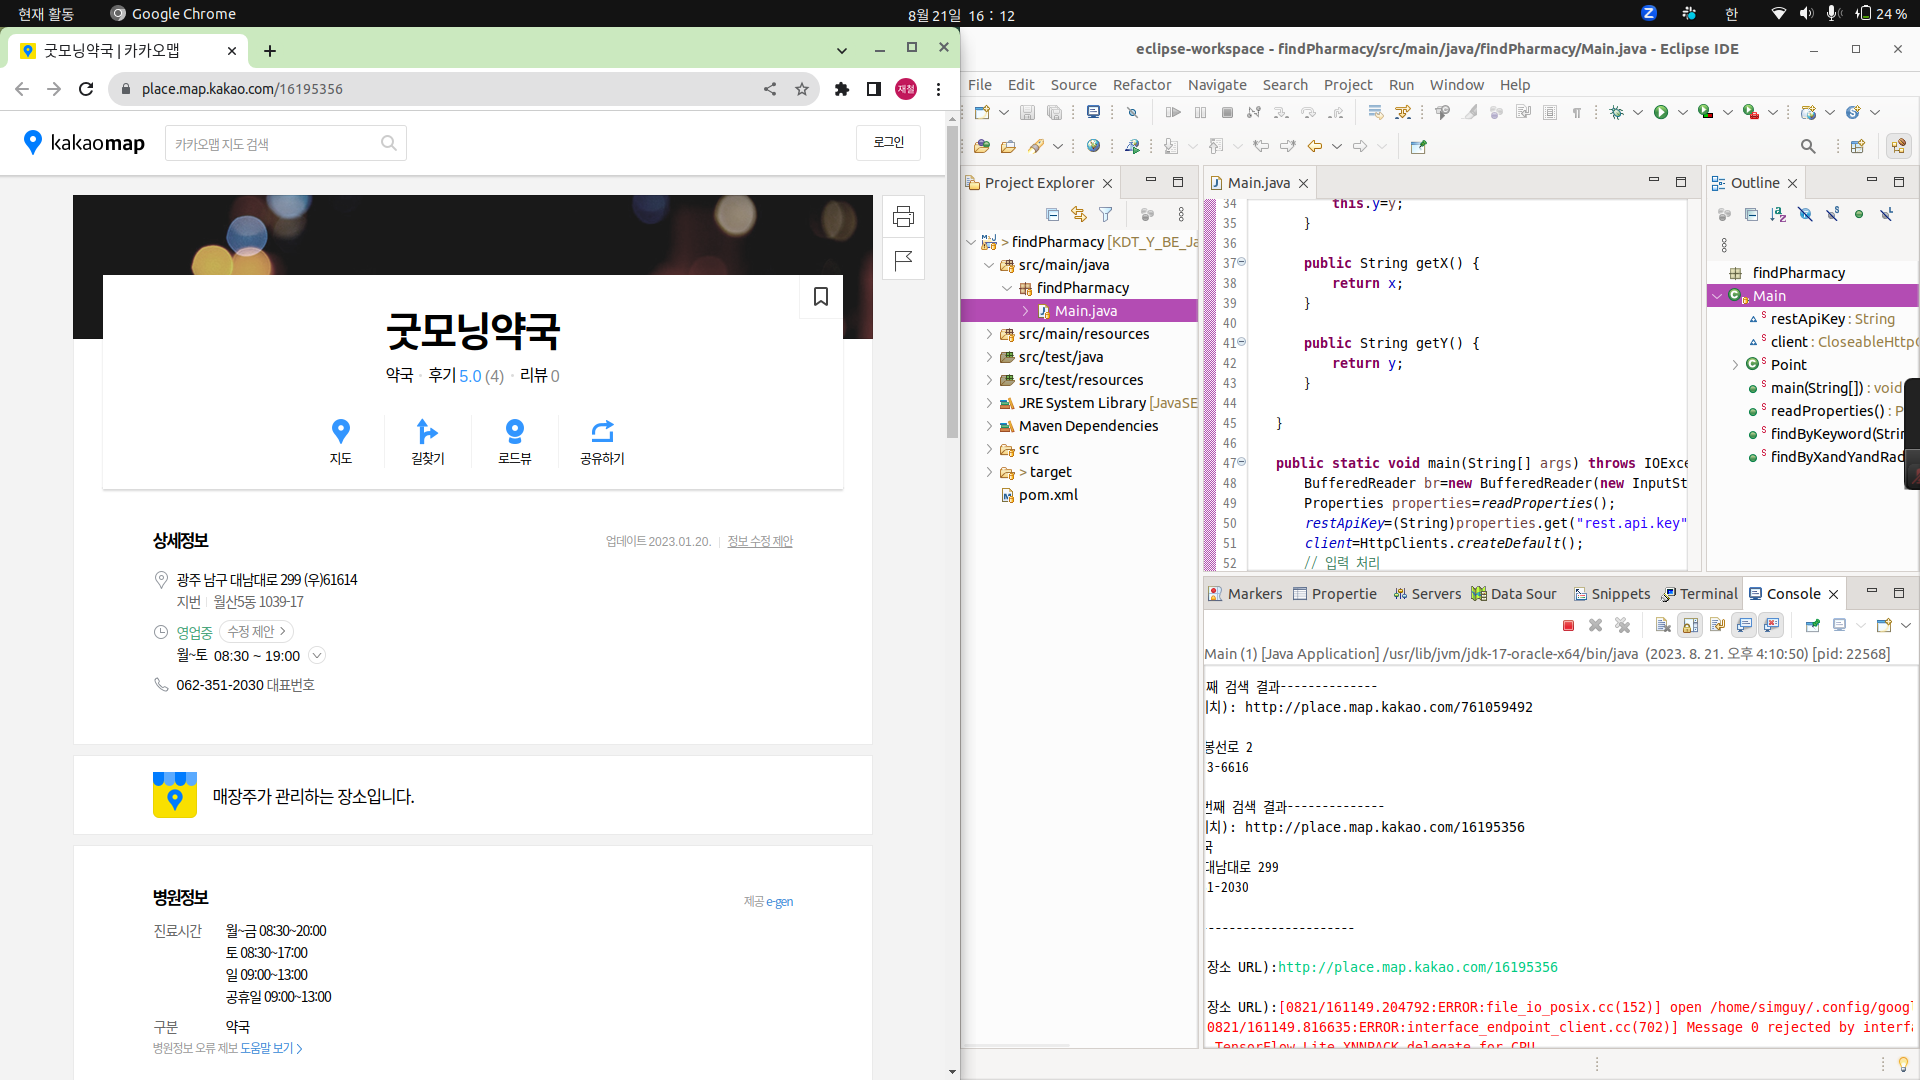 현재 활동
Google Chrome
8월 21일 16 : 12
Z
한
24 %
굿모닝약국 | 카카오맵
place.map.kakao.com/16195356
재철
kakaomap
카카오맵 지도 검색
로그인
굿모닝약국
약국 · 후기 5.0 (4) · 리뷰 0
지도
길찾기
로드뷰
공유하기
상세정보
업데이트 2023.01.20. | 정보 수정 제안
광주 남구 대남대로 299 (우)61614
지번 | 월산5동 1039-17
영업중
수정 제안 >
월~토 08:30 ~ 19:00
062-351-2030 대표번호
매장주가 관리하는 장소입니다.
병원정보
제공 e-gen
진료시간
월~금 08:30~20:00
토 08:30~17:00
일 09:00~13:00
공휴일 09:00~13:00
구분
약국
병원정보 오류 제보 도움말 보기 >
eclipse-workspace - findPharmacy/src/main/java/findPharmacy/Main.java - Eclipse IDE
File Edit Source Refactor Navigate Search Project Run Window Help
Project Explorer
> findPharmacy [KDT_Y_BE_Ja
src/main/java
findPharmacy
Main.java
src/main/resources
src/test/java
src/test/resources
JRE System Library [JavaSE
Maven Dependencies
src
> target
pom.xml
Main.java
34 this.y=y;
35 }
36
37 public String getX() {
38 return x;
39 }
40
41 public String getY() {
42 return y;
43 }
44
45 }
46
47 public static void main(String[] args) throws IOExce
48 BufferedReader br=new BufferedReader(new InputSt
49 Properties properties=readProperties();
50 restApiKey=(String)properties.get("rest.api.key"
51 client=HttpClients.createDefault();
52 // 입력 처리
Outline
findPharmacy
Main
restApiKey : String
client : CloseableHttpC
Point
main(String[]) : void
readProperties() : P
findByKeyword(Strin
findByXandYandRad
Markers
Propertie
Servers
Data Sour
Snippets
Terminal
Console
Main (1) [Java Application] /usr/lib/jvm/jdk-17-oracle-x64/bin/java (2023. 8. 21. 오후 4:10:50) [pid: 22568]
째 검색 결과--------------
치): http://place.map.kakao.com/761059492
봉선로 2
3-6616
번째 검색 결과--------------
치): http://place.map.kakao.com/16195356
국
대남대로 299
1-2030
--------------------
장소 URL):http://place.map.kakao.com/16195356
장소 URL):[0821/161149.204792:ERROR:file_io_posix.cc(152)] open /home/simguy/.config/goog
0821/161149.816635:ERROR:interface_endpoint_client.cc(702)] Message 0 rejected by interf
TensorFlow Lite XNNPACK delegate for CPU